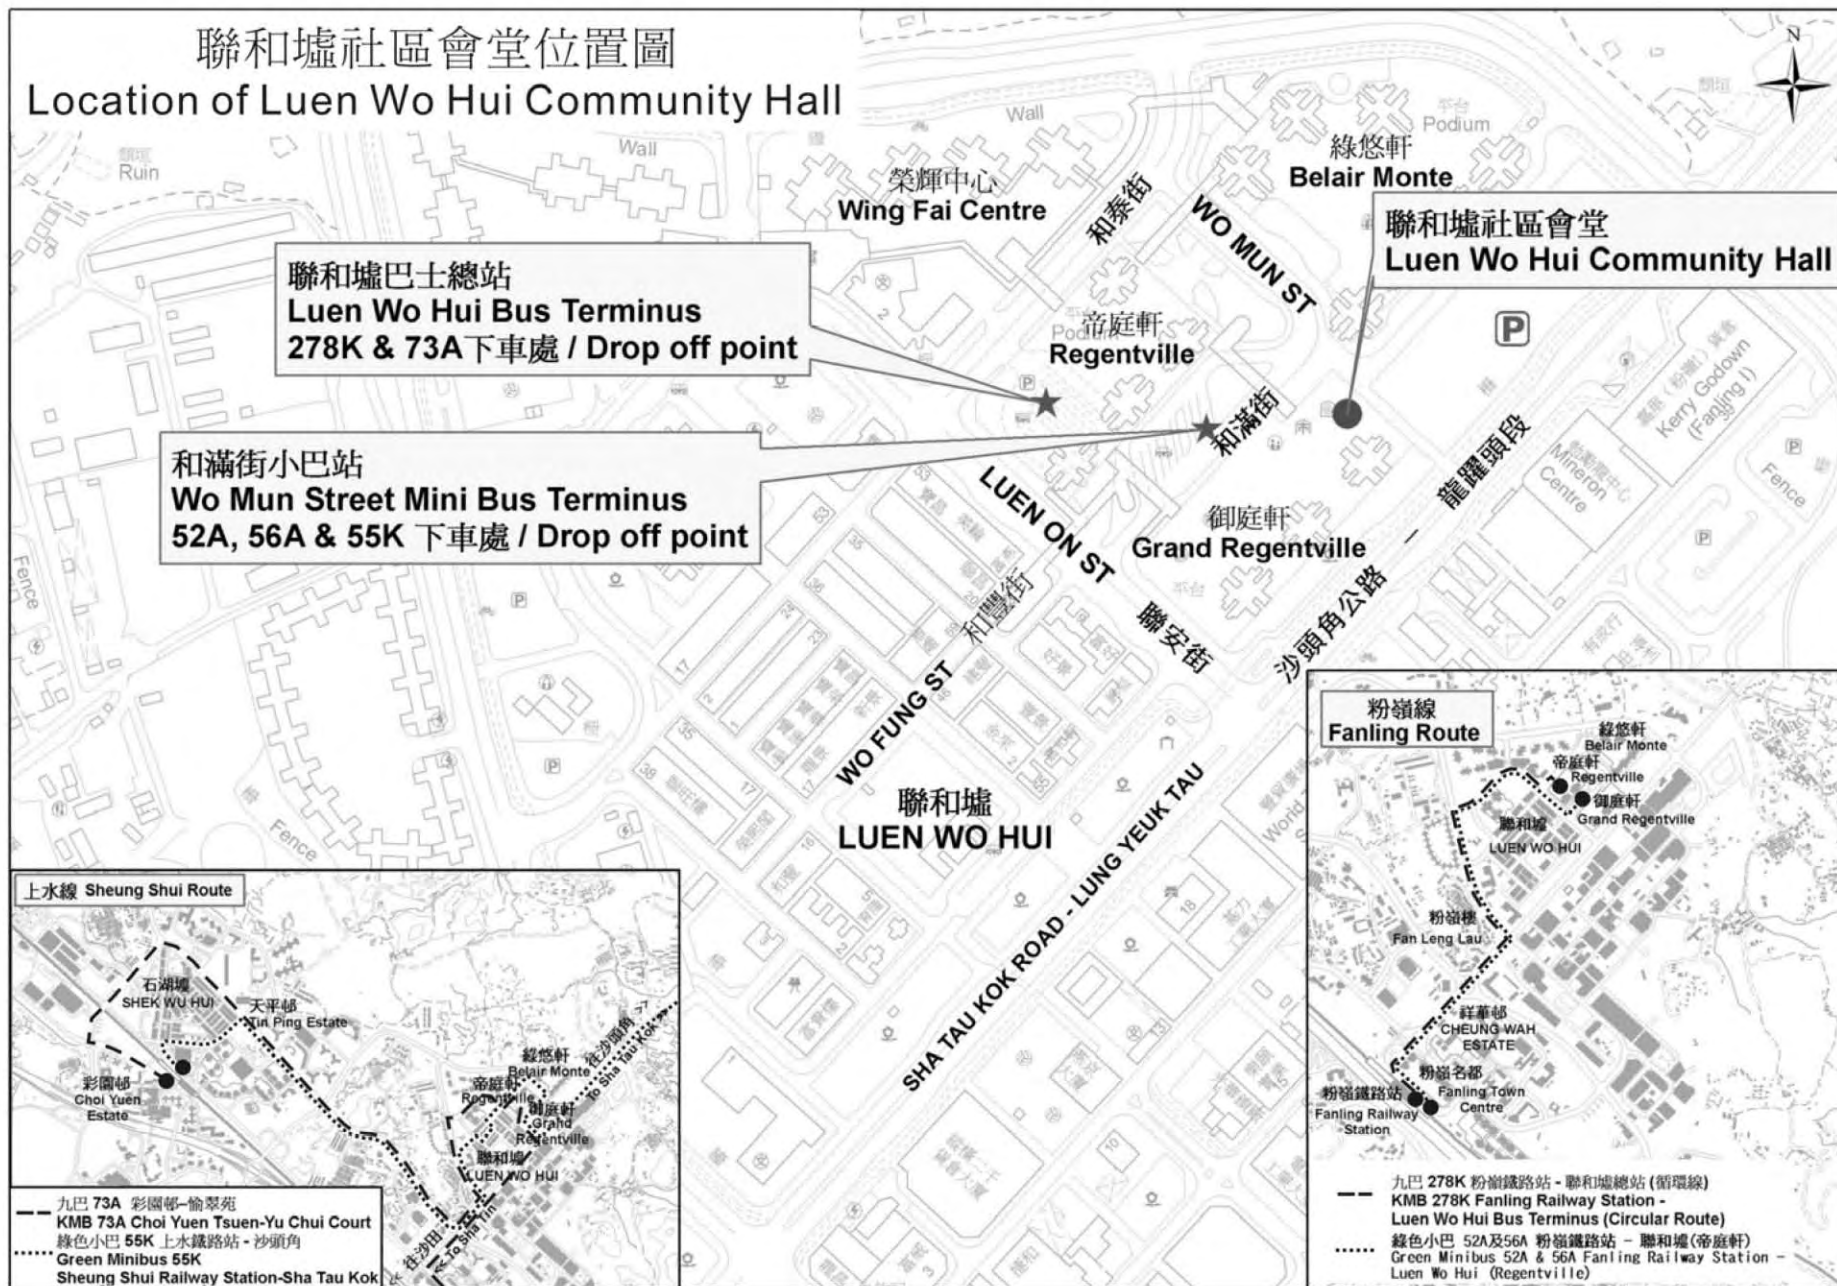 聯和墟社區會堂位置圖
Location of Luen Wo Hui Community Hall
N
頹垣
Ruin
Wall
Wall
平台
Podium
頹垣
榮輝中心
Wing Fai Centre
和泰街
綠悠軒
Belair Monte
WO MUN ST
聯和墟社區會堂
Luen Wo Hui Community Hall
聯和墟巴士總站
Luen Wo Hui Bus Terminus
278K & 73A下車處 / Drop off point
平台
Podium
帝庭軒
Regentville
P
P
和滿街小巴站
Wo Mun Street Mini Bus Terminus
52A, 56A & 55K 下車處 / Drop off point
和滿街
LUEN ON ST
聯安街
御庭軒
Grand Regentville
平台
沙頭角公路 - 龍躍頭段
Kerry Godown
(Fanling I)
Mineron
Centre
Fence
Fence
Fence
P
P
P
P
WO FUNG ST
和豐街
聯和墟
LUEN WO HUI
SHA TAU KOK ROAD - LUNG YEUK TAU
上水線 Sheung Shui Route
石湖墟
SHEK WU HUI
天平邨
Tin Ping Estate
彩園邨
Choi Yuen
Estate
綠悠軒
Belair Monte
帝庭軒
Regentville
御庭軒
Grand
Regentville
聯和墟
LUEN WO HUI
往沙頭角
To Sha Tau Kok
往沙田
To Sha Tin
九巴 73A 彩園邨-愉翠苑
KMB 73A Choi Yuen Tsuen-Yu Chui Court
綠色小巴 55K 上水鐵路站 - 沙頭角
Green Minibus 55K
Sheung Shui Railway Station-Sha Tau Kok
粉嶺線
Fanling Route
綠悠軒
Belair Monte
帝庭軒
Regentville
御庭軒
Grand Regentville
聯和墟
LUEN WO HUI
粉嶺樓
Fan Leng Lau
祥華邨
CHEUNG WAH
ESTATE
粉嶺名都
Fanling Town
Centre
粉嶺鐵路站
Fanling Railway
Station
九巴 278K 粉嶺鐵路站 - 聯和墟總站 (循環線)
KMB 278K Fanling Railway Station -
Luen Wo Hui Bus Terminus (Circular Route)
綠色小巴 52A及56A 粉嶺鐵路站 - 聯和墟(帝庭軒)
Green Minibus 52A & 56A Fanling Railway Station -
Luen Wo Hui (Regentville)